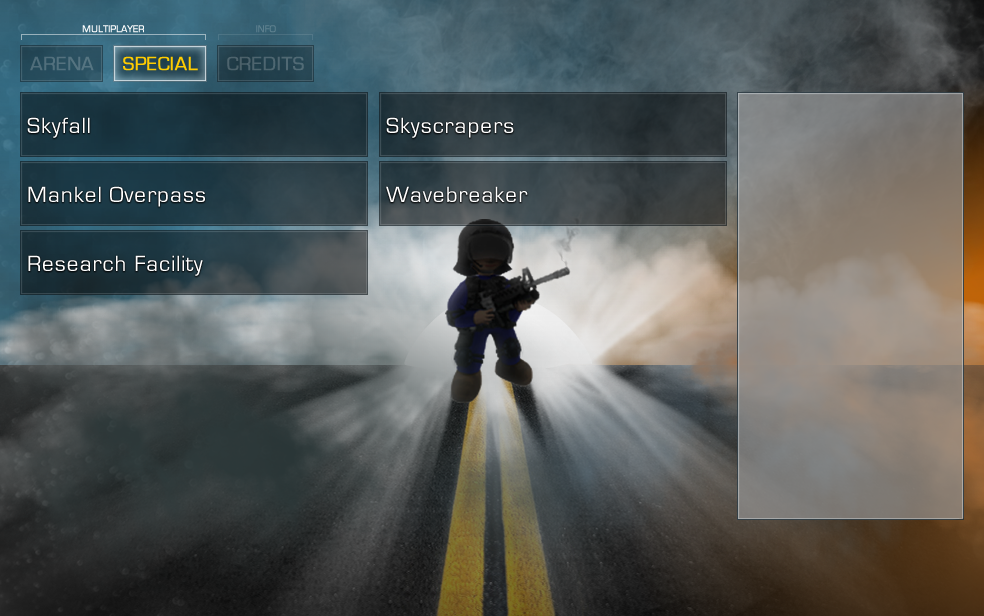 MULTIPLAYER
INFO
ARENA
SPECIAL
CREDITS
Skyfall
Skyscrapers
Mankel Overpass
Wavebreaker
Research Facility